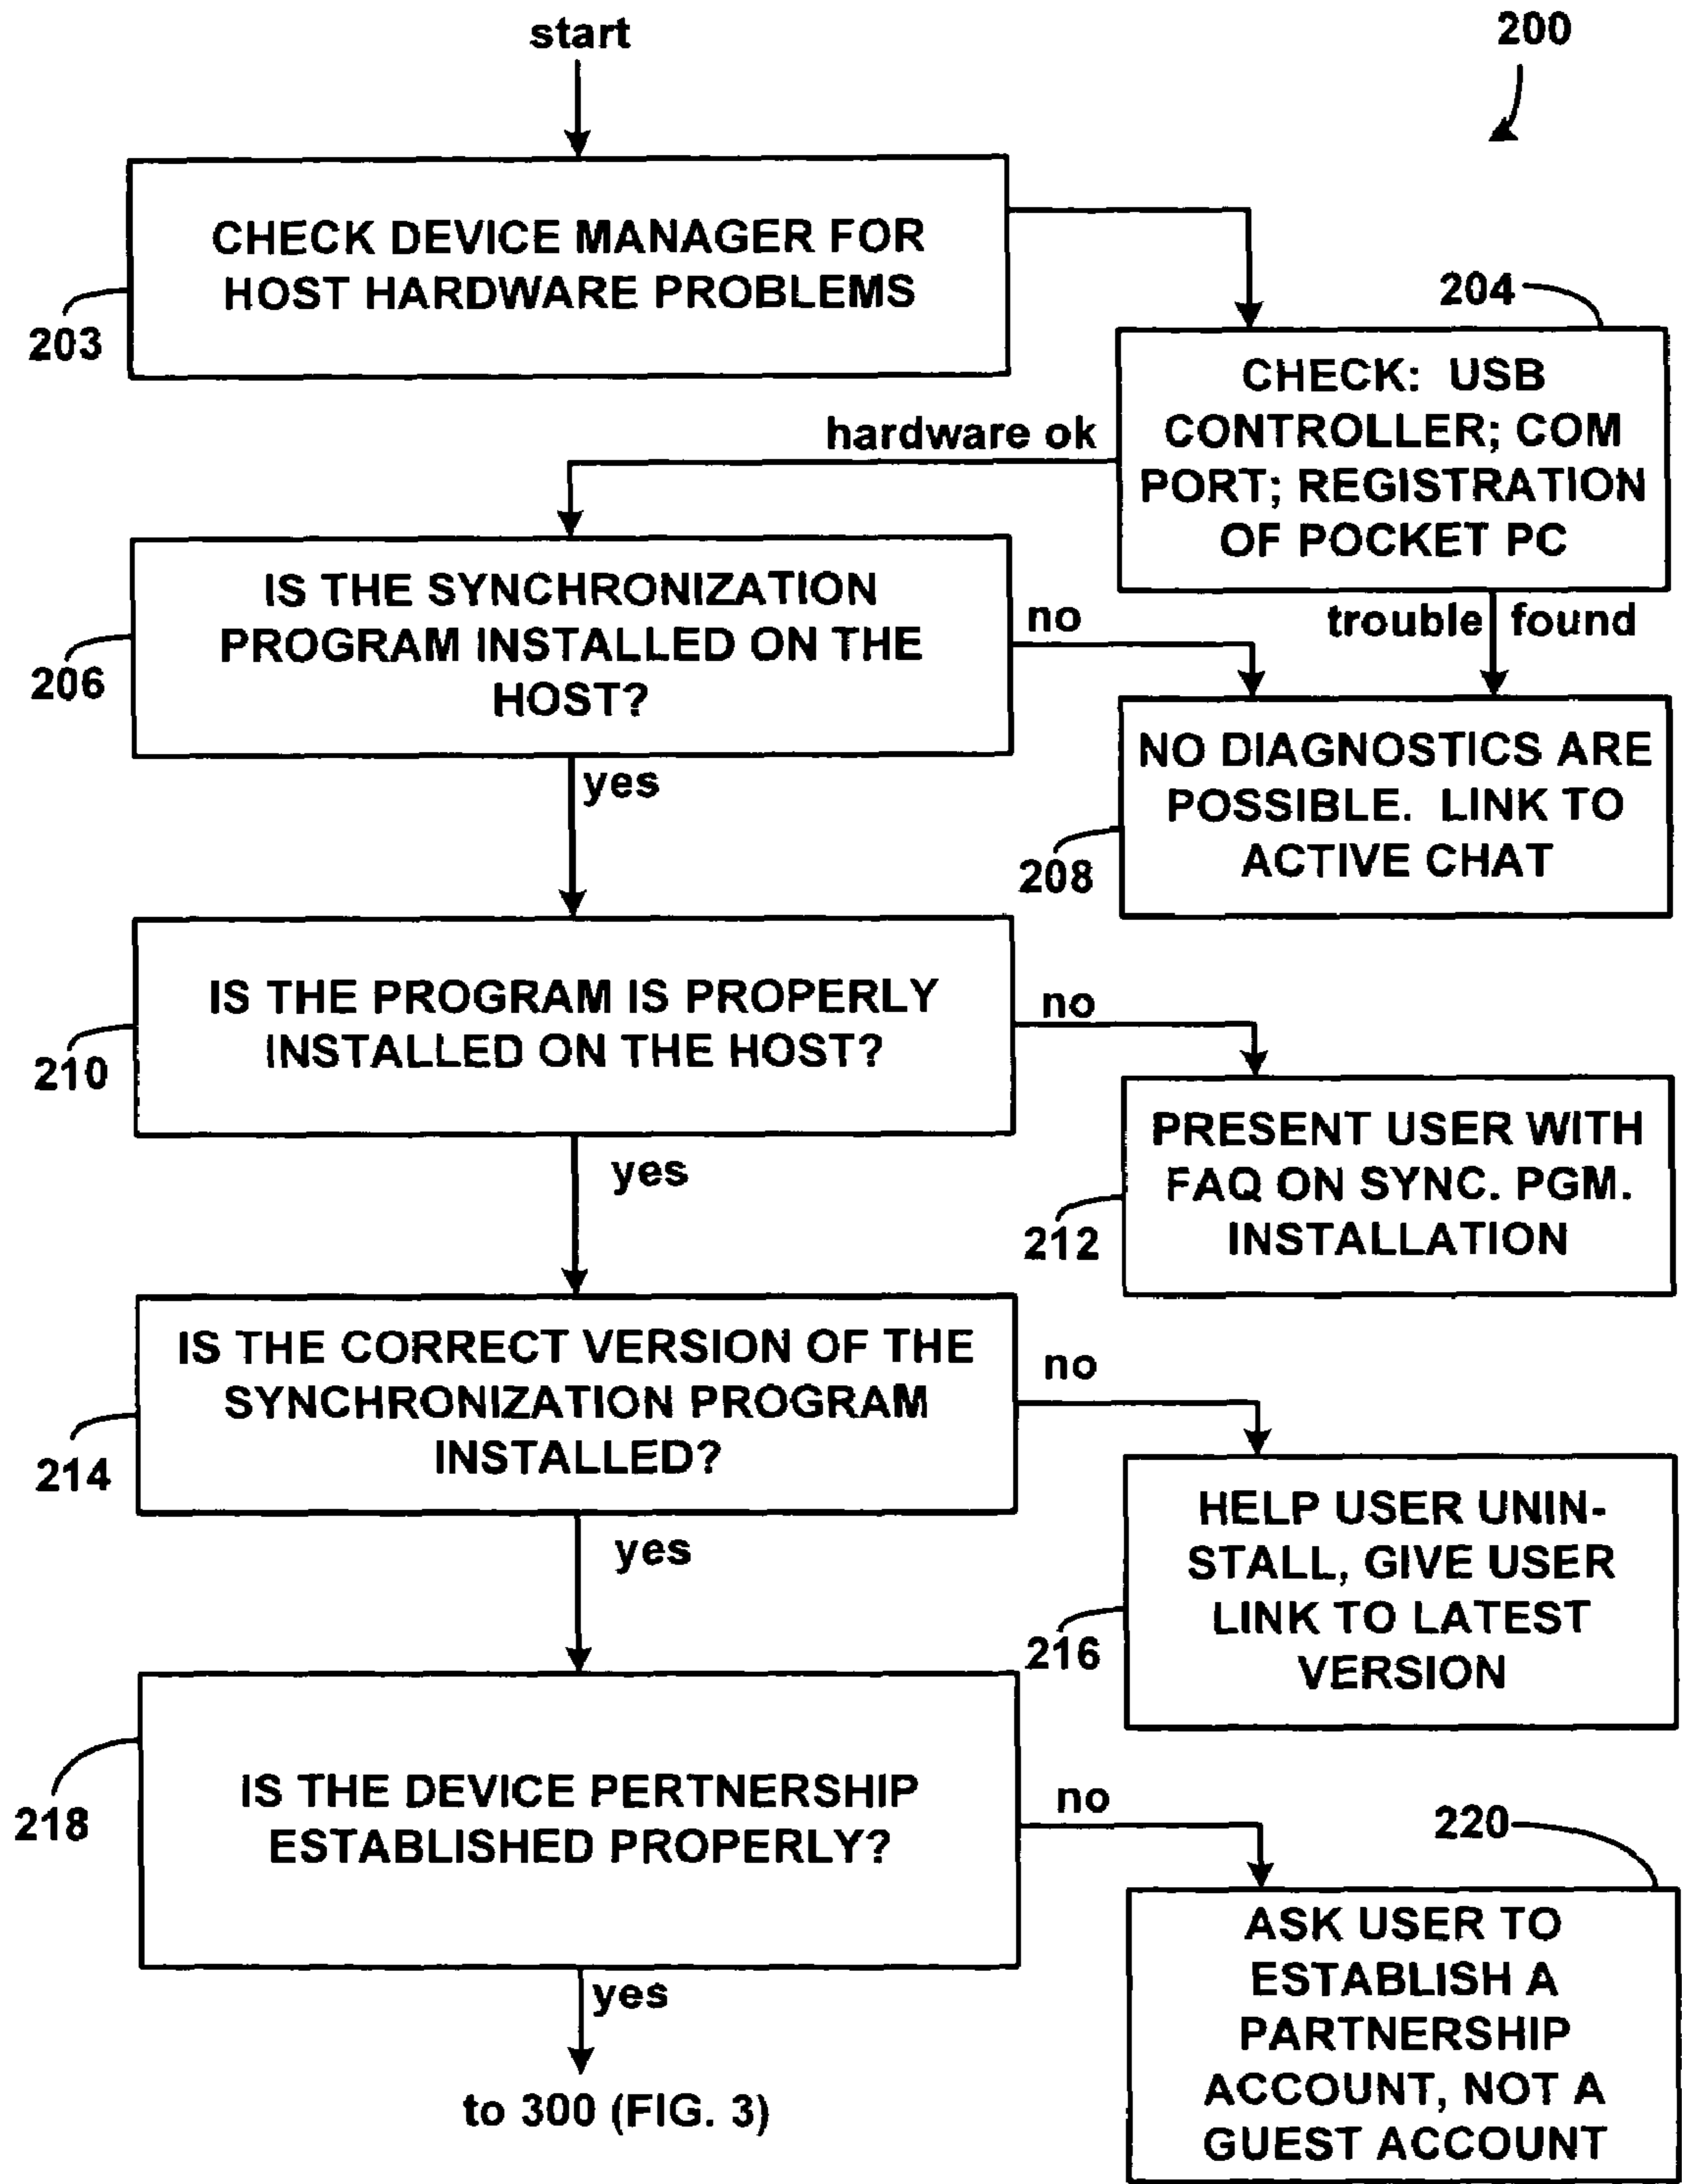 start
200
CHECK DEVICE MANAGER FOR
HOST HARDWARE PROBLEMS
203
204
CHECK: USB
CONTROLLER; COM
PORT; REGISTRATION
OF POCKET PC
hardware ok
trouble found
IS THE SYNCHRONIZATION
PROGRAM INSTALLED ON THE
HOST?
206
no
yes
NO DIAGNOSTICS ARE
POSSIBLE. LINK TO
ACTIVE CHAT
208
IS THE PROGRAM IS PROPERLY
INSTALLED ON THE HOST?
210
no
yes
PRESENT USER WITH
FAQ ON SYNC. PGM.
INSTALLATION
212
IS THE CORRECT VERSION OF THE
SYNCHRONIZATION PROGRAM
INSTALLED?
214
no
yes
HELP USER UNIN-
STALL, GIVE USER
LINK TO LATEST
VERSION
216
IS THE DEVICE PERTNERSHIP
ESTABLISHED PROPERLY?
218
no
yes
220
ASK USER TO
ESTABLISH A
PARTNERSHIP
ACCOUNT, NOT A
GUEST ACCOUNT
to 300 (FIG. 3)